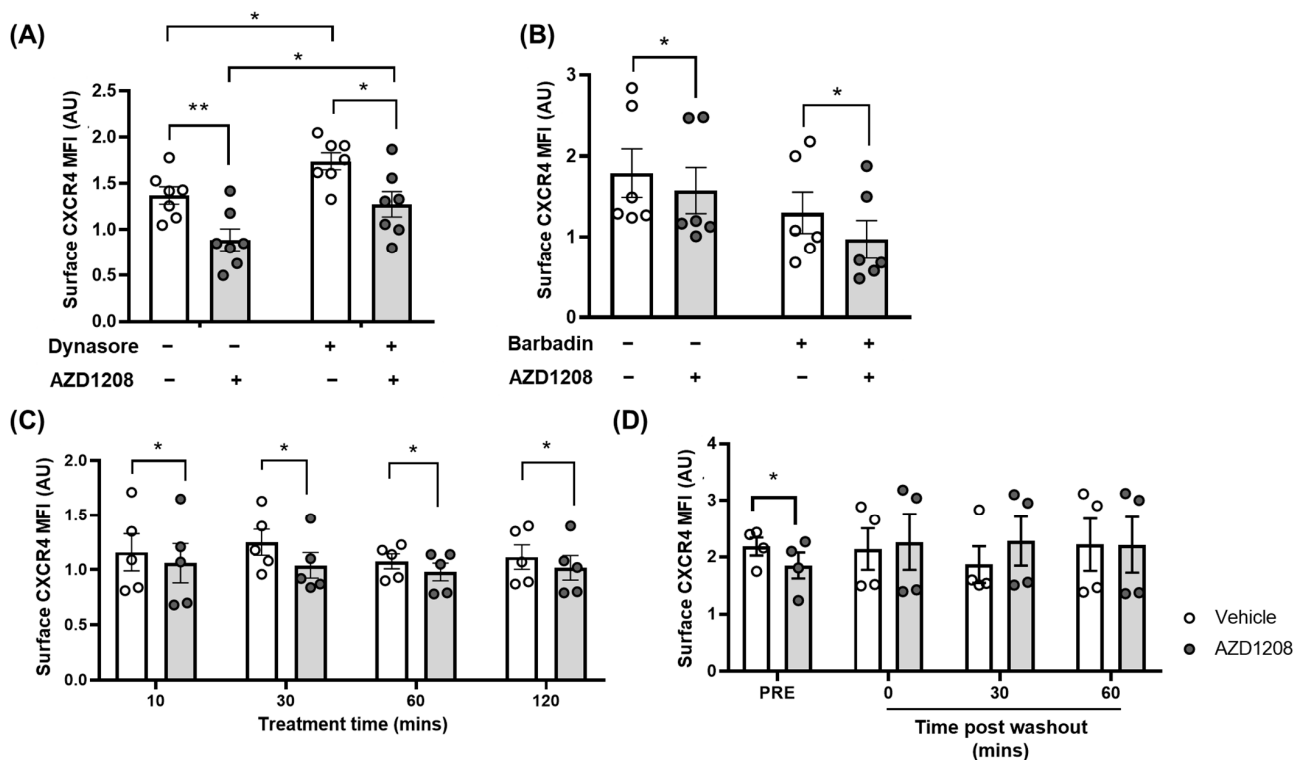 (A)
*
*
**
*
Surface CXCR4 MFI (AU)
2.5
2.0
1.5
1.0
0.5
0.0
Dynasore − − + +
AZD1208 − + − +
(B)
*
*
Surface CXCR4 MFI (AU)
3
2
1
0
Barbadin − − + +
AZD1208 − + − +
(C)
* * * *
Surface CXCR4 MFI (AU)
2.0
1.5
1.0
0.5
0.0
10 30 60 120
Treatment time (mins)
(D)
*
Surface CXCR4 MFI (AU)
4
3
2
1
0
PRE 0 30 60
Time post washout
(mins)
Vehicle
AZD1208